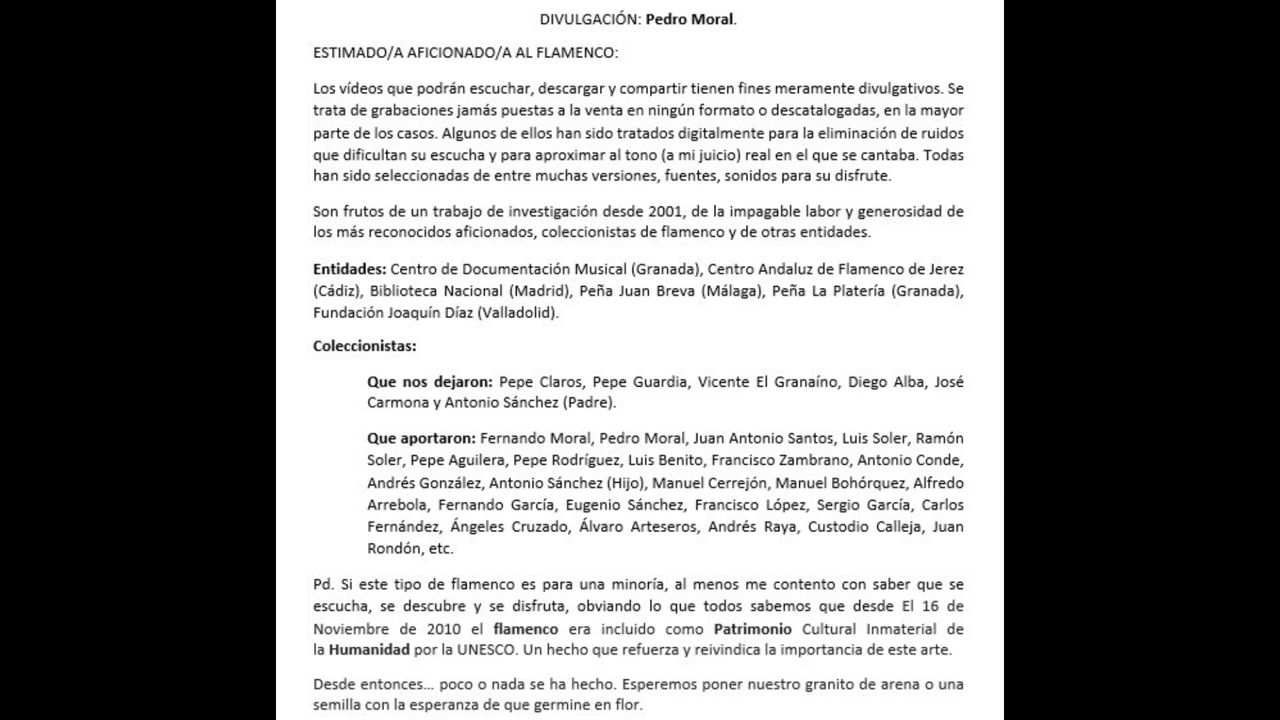 DIVULGACIÓN: Pedro Moral.
ESTIMADO/A AFICIONADO/A AL FLAMENCO:
Los vídeos que podrán escuchar, descargar y compartir tienen fines meramente divulgativos. Se
trata de grabaciones jamás puestas a la venta en ningún formato o descatalogadas, en la mayor
parte de los casos. Algunos de ellos han sido tratados digitalmente para la eliminación de ruidos
que dificultan su escucha y para aproximar al tono (a mi juicio) real en el que se cantaba. Todas
han sido seleccionadas de entre muchas versiones, fuentes, sonidos para su disfrute.
Son frutos de un trabajo de investigación desde 2001, de la impagable labor y generosidad de
los más reconocidos aficionados, coleccionistas de flamenco y de otras entidades.
Entidades: Centro de Documentación Musical (Granada), Centro Andaluz de Flamenco de Jerez
(Cádiz), Biblioteca Nacional (Madrid), Peña Juan Breva (Málaga), Peña La Platería (Granada),
Fundación Joaquín Díaz (Valladolid).
Coleccionistas:
Que nos dejaron: Pepe Claros, Pepe Guardia, Vicente El Granaíno, Diego Alba, José
Carmona y Antonio Sánchez (Padre).
Que aportaron: Fernando Moral, Pedro Moral, Juan Antonio Santos, Luis Soler, Ramón
Soler, Pepe Aguilera, Pepe Rodríguez, Luis Benito, Francisco Zambrano, Antonio Conde,
Andrés González, Antonio Sánchez (Hijo), Manuel Cerrejón, Manuel Bohórquez, Alfredo
Arrebola, Fernando García, Eugenio Sánchez, Francisco López, Sergio García, Carlos
Fernández, Ángeles Cruzado, Álvaro Arteseros, Andrés Raya, Custodio Calleja, Juan
Rondón, etc.
Pd. Si este tipo de flamenco es para una minoría, al menos me contento con saber que se
escucha, se descubre y se disfruta, obviando lo que todos sabemos que desde El 16 de
Noviembre de 2010 el flamenco era incluido como Patrimonio Cultural Inmaterial de
la Humanidad por la UNESCO. Un hecho que refuerza y reivindica la importancia de este arte.
Desde entonces... poco o nada se ha hecho. Esperemos poner nuestro granito de arena o una
semilla con la esperanza de que germine en flor.